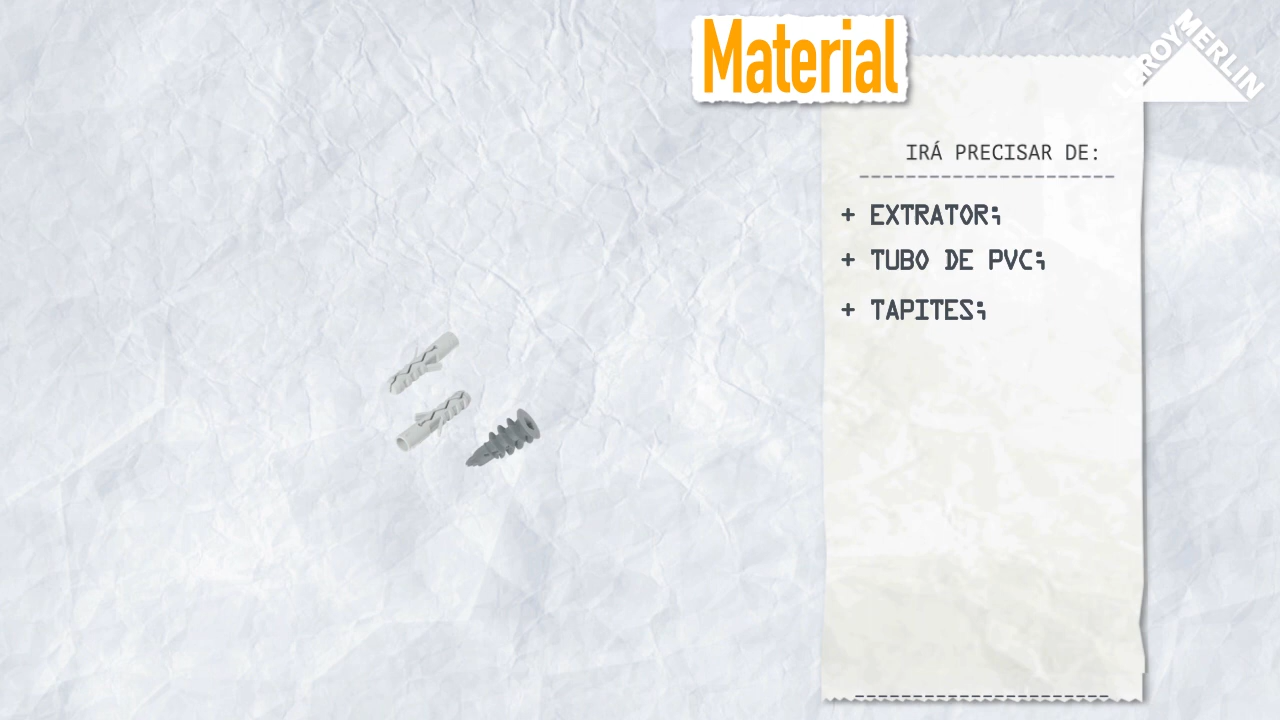 Material
LEROY MERLIN
IRÁ PRECISAR DE:
+ EXTRATOR;
+ TUBO DE PVC;
+ TAPITES;